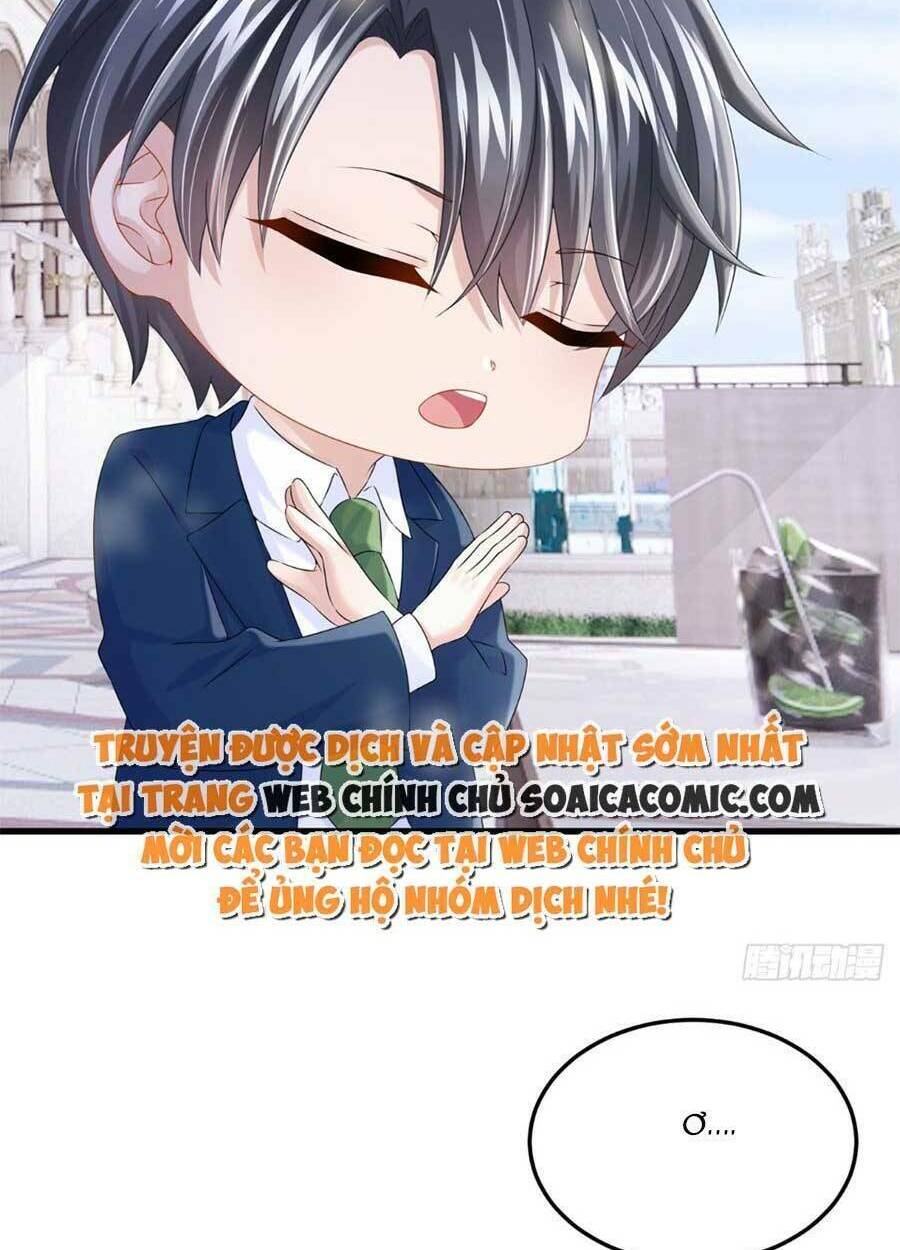 TRUYỆN ĐƯỢC DỊCH VÀ CẬP NHẬT SỚM NHẤT
TẠI TRANG WEB CHÍNH CHỦ SOAICACOMIC.COM
MỜI CÁC BẠN ĐỌC TẠI WEB CHÍNH CHỦ
ĐỂ ỦNG HỘ NHÓM DỊCH NHÉ!
腾讯动漫
Ơ....